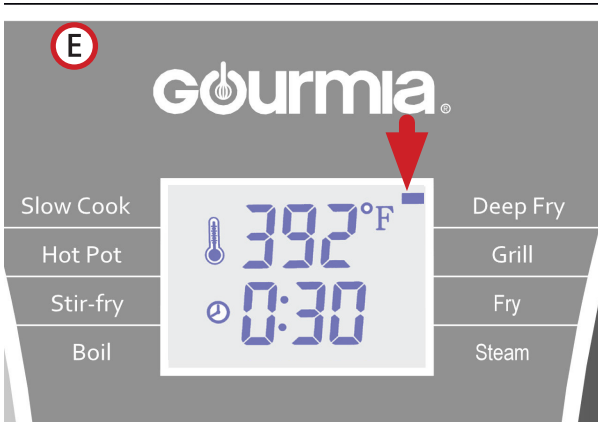 E
Gourmia®
Slow Cook
Hot Pot
Stir-fry
Boil
392°F
0:30
Deep Fry
Grill
Fry
Steam